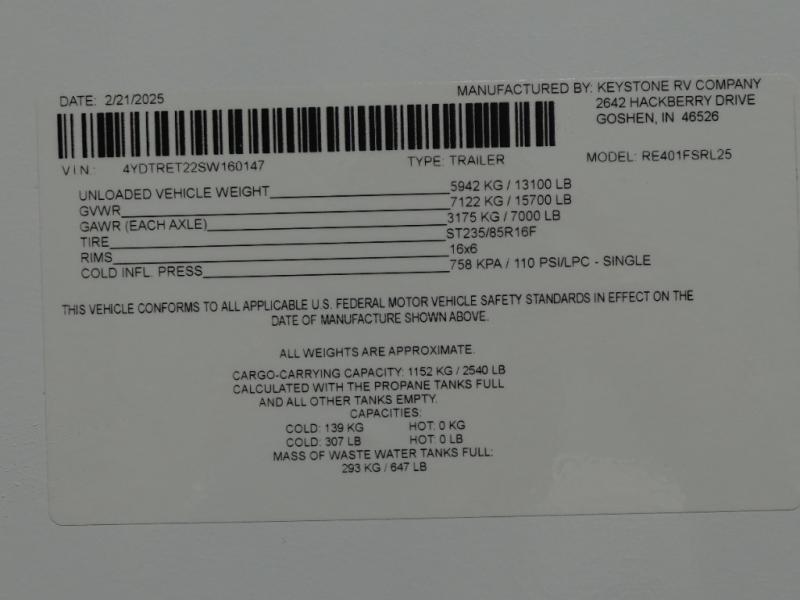 DATE: 2/21/2025
MANUFACTURED BY: KEYSTONE RV COMPANY
2642 HACKBERRY DRIVE
GOSHEN, IN 46526
VIN: 4YDTRET22SW160147 TYPE: TRAILER MODEL: RE401FSRL25
UNLOADED VEHICLE WEIGHT 5942 KG / 13100 LB
GVWR 7122 KG / 15700 LB
GAWR (EACH AXLE) 3175 KG / 7000 LB
TIRE ST235/85R16F
RIMS 16x6
COLD INFL. PRESS 758 KPA / 110 PSI/LPC - SINGLE
THIS VEHICLE CONFORMS TO ALL APPLICABLE U.S. FEDERAL MOTOR VEHICLE SAFETY STANDARDS IN EFFECT ON THE
DATE OF MANUFACTURE SHOWN ABOVE.
ALL WEIGHTS ARE APPROXIMATE.
CARGO-CARRYING CAPACITY: 1152 KG / 2540 LB
CALCULATED WITH THE PROPANE TANKS FULL
AND ALL OTHER TANKS EMPTY.
CAPACITIES:
COLD: 139 KG HOT: 0 KG
COLD: 307 LB HOT: 0 LB
MASS OF WASTE WATER TANKS FULL:
293 KG / 647 LB